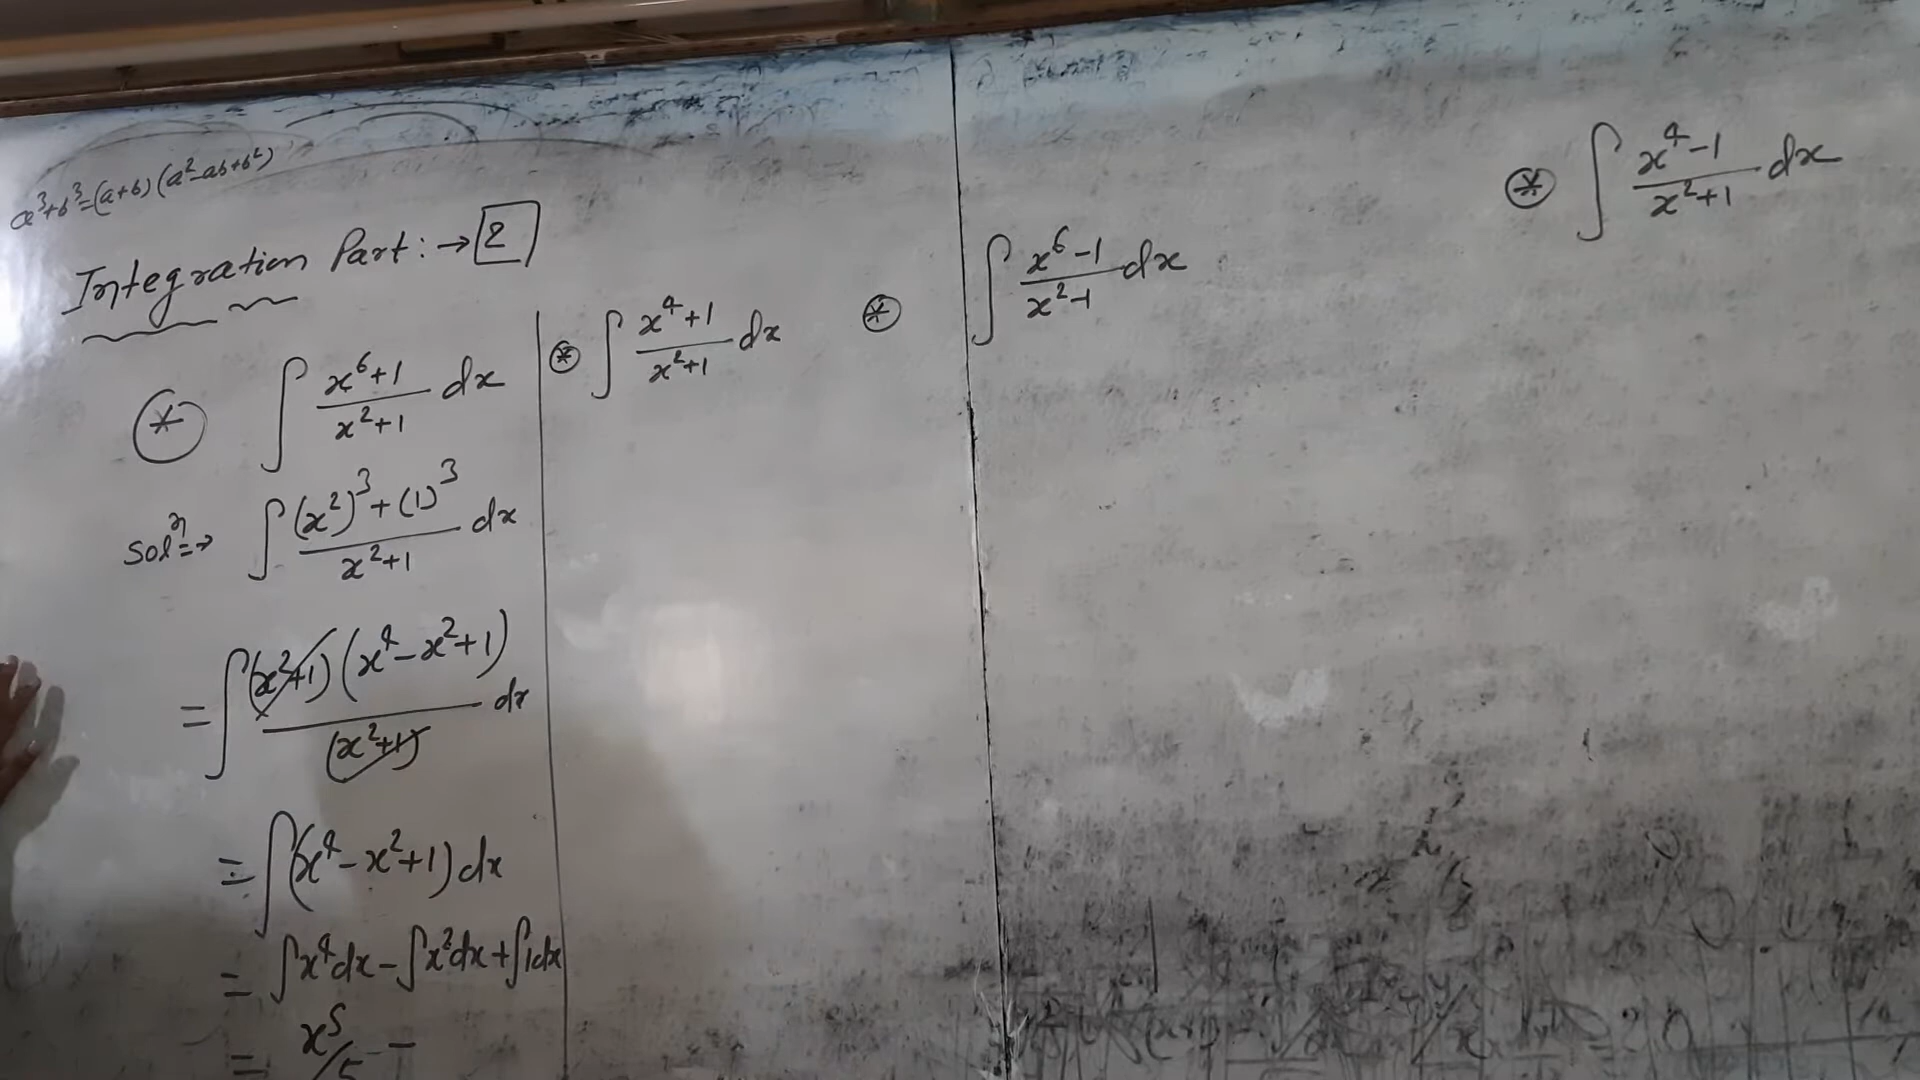 a³+b³=(a+b)(a²-ab+b²)
Integration Part:→ 2
⊛ ∫ x⁶+1 / x²+1 dx
Solⁿ=> ∫ (x²)³+(1)³ / x²+1 dx
= ∫ (x²+1)(x⁴-x²+1) / (x²+1) dx
= ∫(x⁴-x²+1)dx
= ∫x⁴dx-∫x²dx+∫1dx
= x⁵/5 -
⊛ ∫ x⁴+1 / x²+1 dx
⊛ ∫ x⁶-1 / x²-1 dx
⊛ ∫ x⁴-1 / x²+1 dx